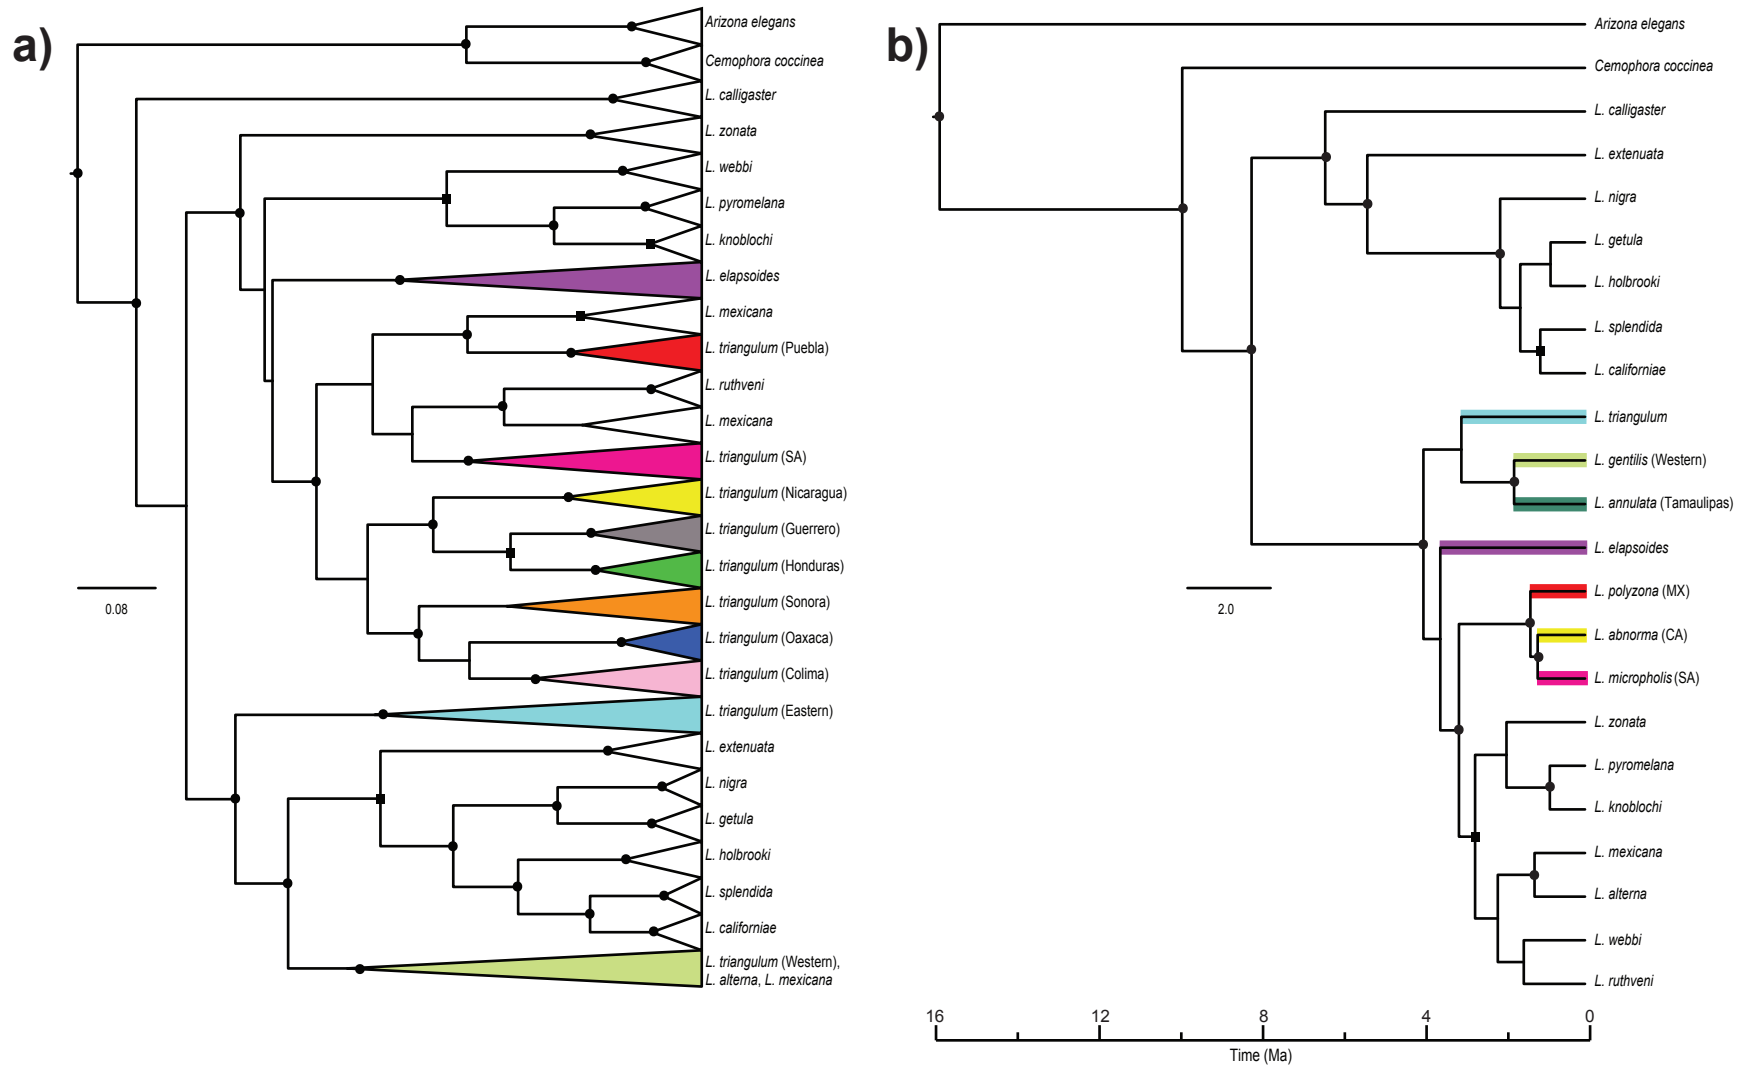 a)
Arizona elegans
Cemophora coccinea
L. calligaster
L. zonata
L. webbi
L. pyromelana
L. knoblochi
L. elapsoides
L. mexicana
L. triangulum (Puebla)
L. ruthveni
L. mexicana
L. triangulum (SA)
L. triangulum (Nicaragua)
L. triangulum (Guerrero)
L. triangulum (Honduras)
L. triangulum (Sonora)
L. triangulum (Oaxaca)
L. triangulum (Colima)
L. triangulum (Eastern)
L. extenuata
L. nigra
L. getula
L. holbrooki
L. splendida
L. californiae
L. triangulum (Western),
L. alterna, L. mexicana
0.08
b)
Arizona elegans
Cemophora coccinea
L. calligaster
L. extenuata
L. nigra
L. getula
L. holbrooki
L. splendida
L. californiae
L. triangulum
L. gentilis (Western)
L. annulata (Tamaulipas)
L. elapsoides
L. polyzona (MX)
L. abnorma (CA)
L. micropholis (SA)
L. zonata
L. pyromelana
L. knoblochi
L. mexicana
L. alterna
L. webbi
L. ruthveni
2.0
16 12 8 4 0
Time (Ma)